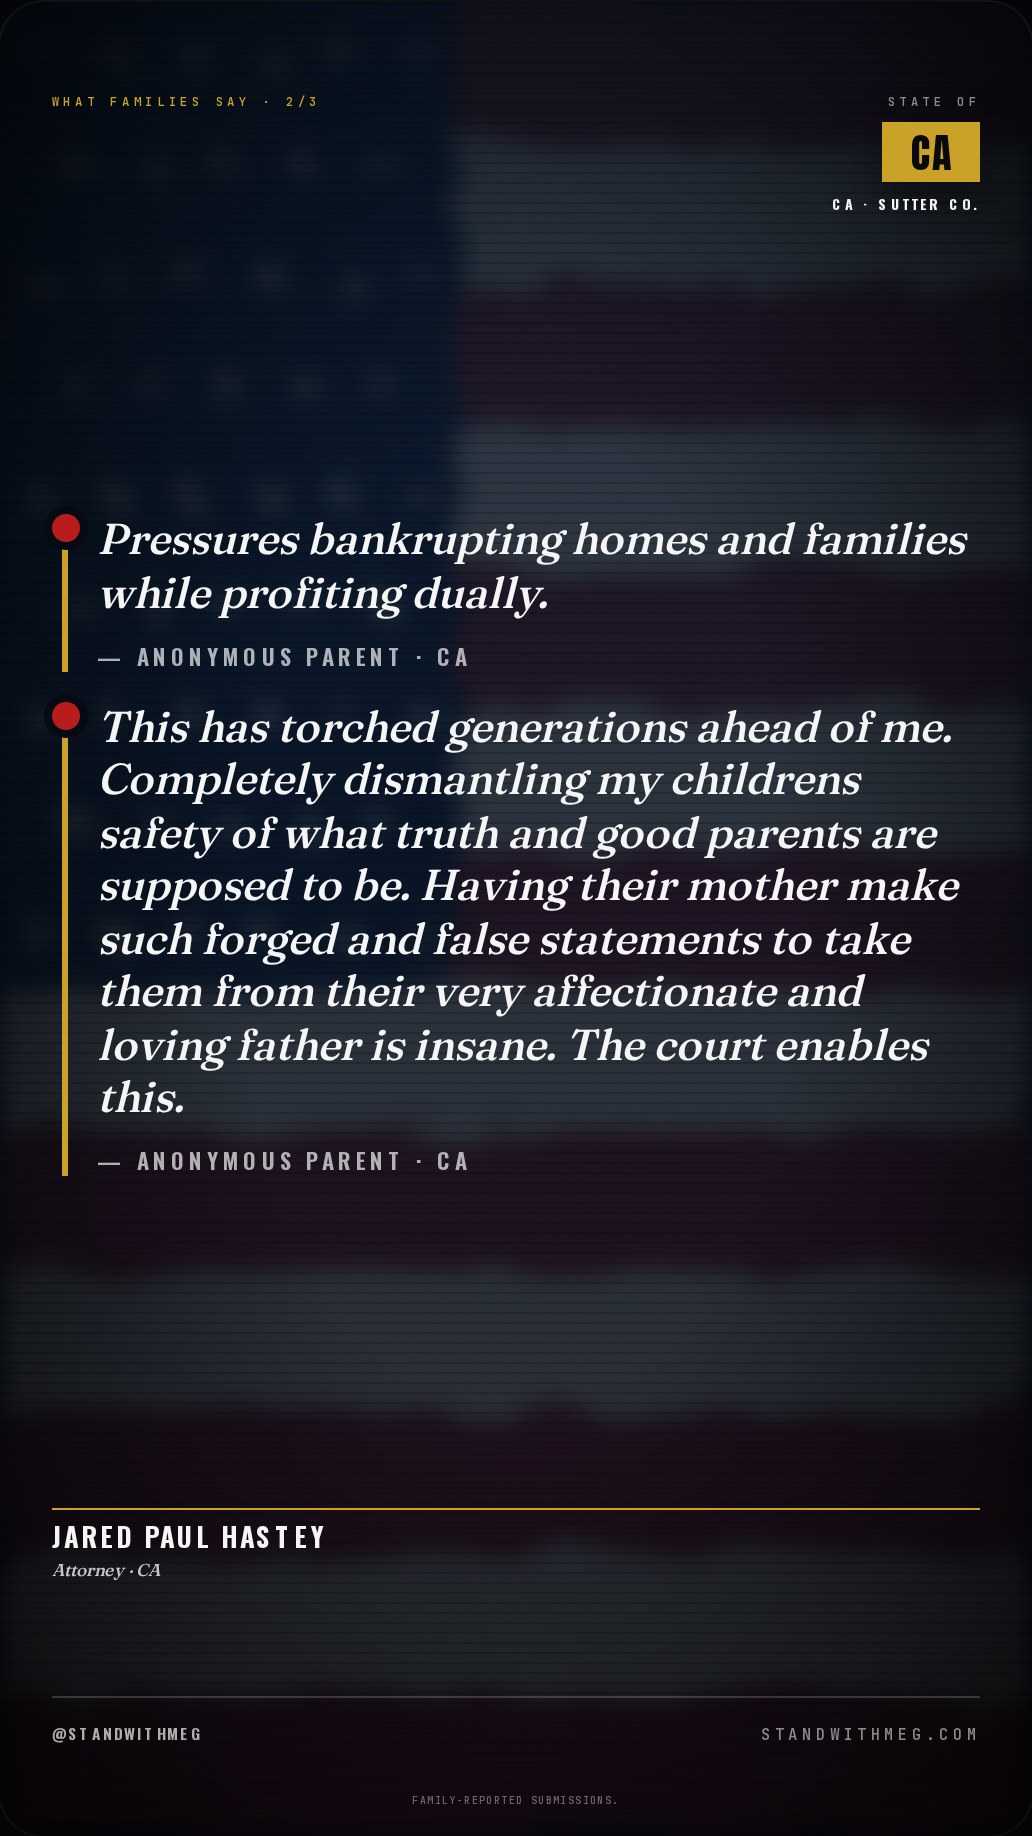 WHAT FAMILIES SAY · 2/3
STATE OF
CA
CA · SUTTER CO.
Pressures bankrupting homes and families
while profiting dually.
— ANONYMOUS PARENT · CA
This has torched generations ahead of me.
Completely dismantling my childrens
safety of what truth and good parents are
supposed to be. Having their mother make
such forged and false statements to take
them from their very affectionate and
loving father is insane. The court enables
this.
— ANONYMOUS PARENT · CA
JARED PAUL HASTEY
Attorney · CA
@STANDWITHMEG
STANDWITHMEG.COM
FAMILY-REPORTED SUBMISSIONS.